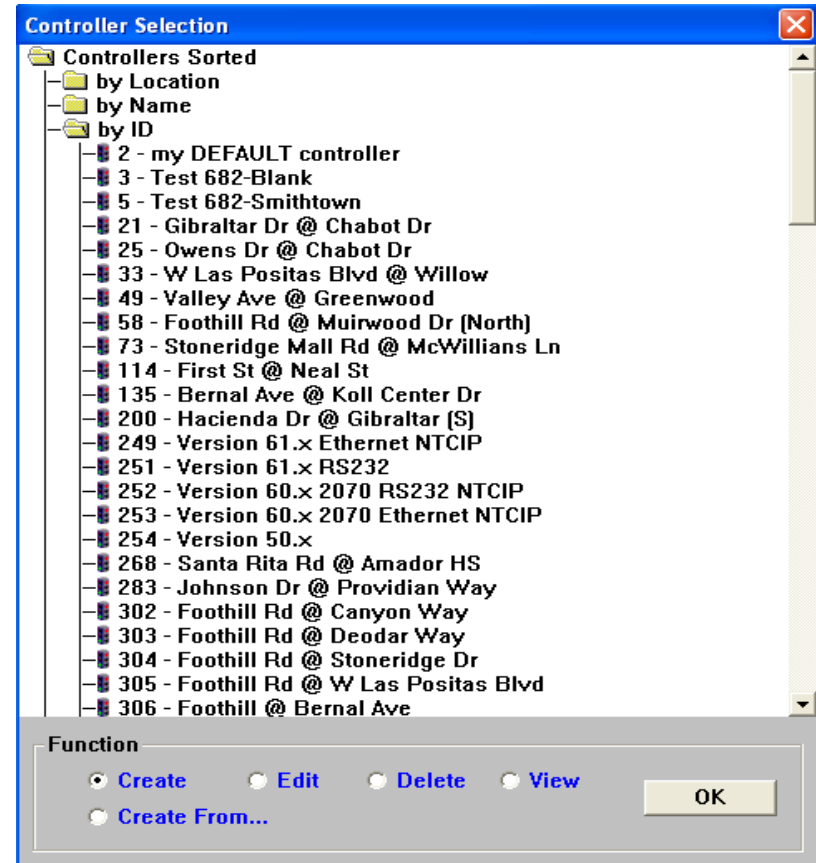 Controller Selection
Controllers Sorted
by Location
by Name
by ID
2 - my DEFAULT controller
3 - Test 682-Blank
5 - Test 682-Smithtown
21 - Gibraltar Dr @ Chabot Dr
25 - Owens Dr @ Chabot Dr
33 - W Las Positas Blvd @ Willow
49 - Valley Ave @ Greenwood
58 - Foothill Rd @ Muirwood Dr (North)
73 - Stoneridge Mall Rd @ McWillians Ln
114 - First St @ Neal St
135 - Bernal Ave @ Koll Center Dr
200 - Hacienda Dr @ Gibraltar (S)
249 - Version 61.x Ethernet NTCIP
251 - Version 61.x RS232
252 - Version 60.x 2070 RS232 NTCIP
253 - Version 60.x 2070 Ethernet NTCIP
254 - Version 50.x
268 - Santa Rita Rd @ Amador HS
283 - Johnson Dr @ Providian Way
302 - Foothill Rd @ Canyon Way
303 - Foothill Rd @ Deodar Way
304 - Foothill Rd @ Stoneridge Dr
305 - Foothill Rd @ W Las Positas Blvd
306 - Foothill @ Bernal Ave
Function
Create Edit Delete View
OK
Create From...